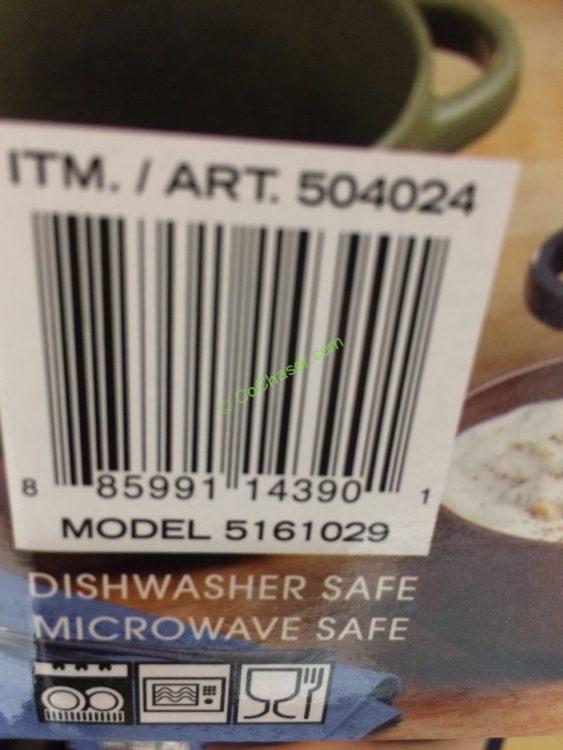 ITM. / ART. 504024
© CoChaser.com
8 85991 14390 1
MODEL 5161029
DISHWASHER SAFE
MICROWAVE SAFE